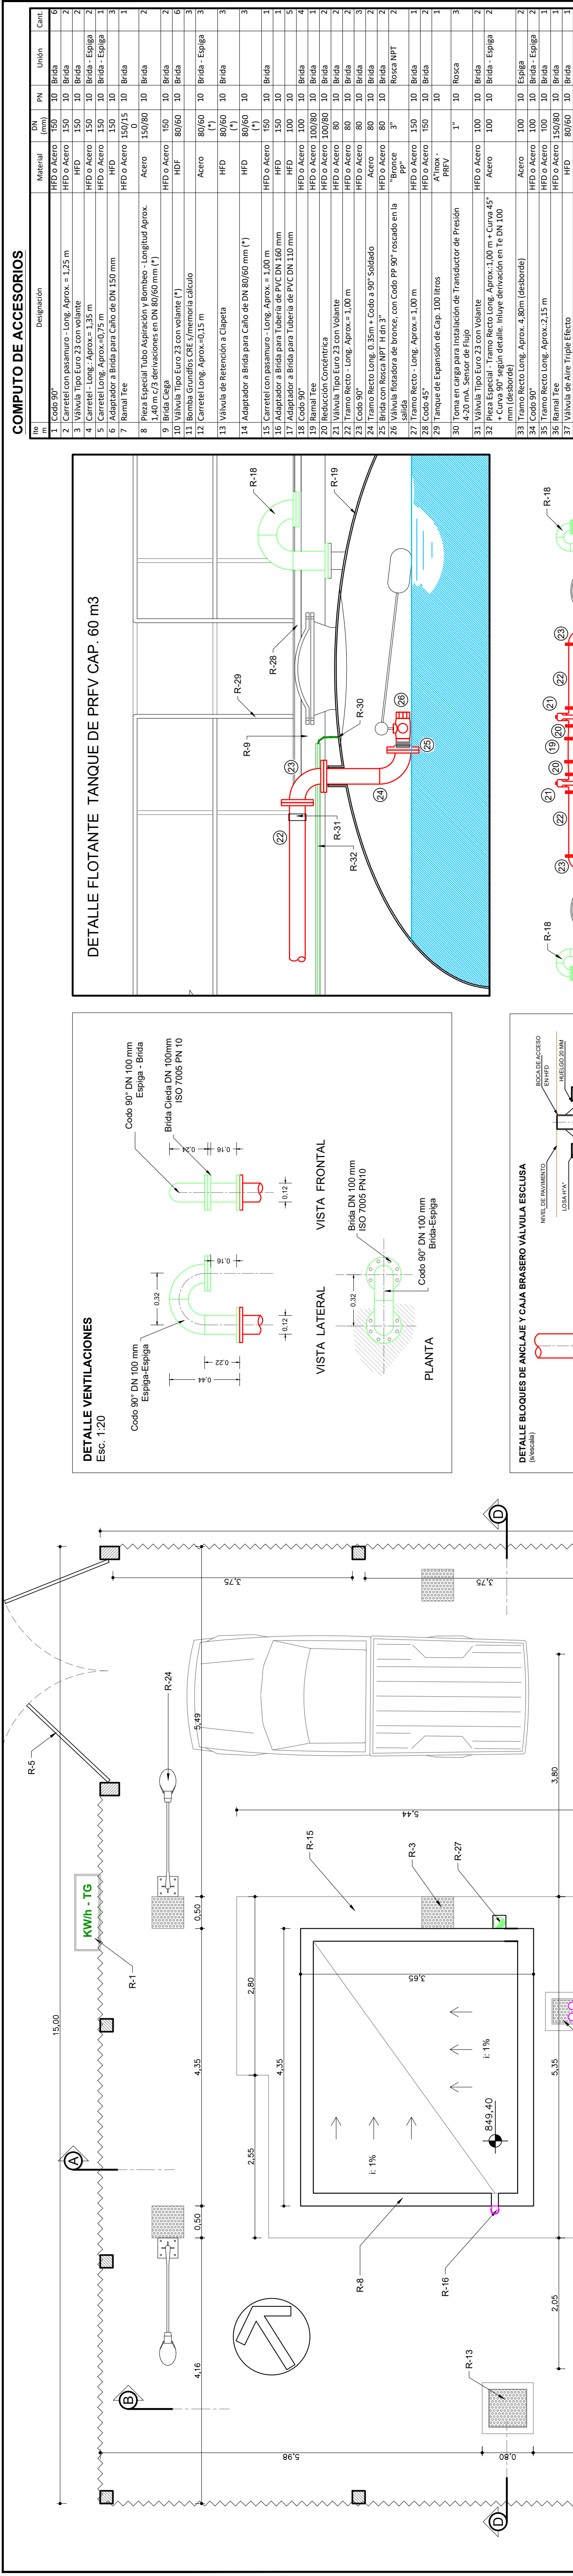 COMPUTO DE ACCESORIOS
Ite m Designación Material DN (mm) PN Unión Cant.
1 Codo 90° HFD o Acero 150 10 Brida 6
2 Carretel con pasamuro - Long. Aprox. = 1,25 m HFD o Acero 150 10 Brida 2
3 Válvula Tipo Euro 23 con volante HFD 150 10 Brida 2
4 Carretel - Long. Aprox. = 1,35 m HFD o Acero 150 10 Brida - Espiga 2
5 Carretel Long. Aprox.=0,75 m HFD o Acero 150 10 Brida - Espiga 1
6 Adaptador a Brida para Caño de DN 150 mm HFD 150 10 3
7 Ramal Tee HFD o Acero 150/15 0 10 Brida 1
8 Pieza Especial Tubo Aspiración y Bombeo - Longitud Aprox. 1,40 m c/3 derivaciones en DN 80/60 mm (*) Acero 150/80 10 Brida 2
9 Brida Ciega HFD o Acero 150 10 Brida 2
10 Válvula Tipo Euro 23 con volante (*) HDF 80/60 10 Brida 6
11 Bomba Grundfos CRE s/memoria cálculo 3
12 Carretel Long. Aprox.=0,15 m Acero 80/60 (*) 10 Brida - Espiga 3
13 Válvula de Retención a Clapeta HFD 80/60 (*) 10 Brida 3
14 Adaptador a Brida para Caño de DN 80/60 mm (*) HFD 80/60 (*) 10 3
15 Carretel con pasamuro - Long. Aprox. = 1,00 m HFD o Acero 150 10 Brida 1
16 Adaptador a Brida para Tubería de PVC DN 160 mm HFD 150 10 1
17 Adaptador a Brida para Tubería de PVC DN 110 mm HFD 100 10 5
18 Codo 90° HFD o Acero 100 10 Brida 4
19 Ramal Tee HFD o Acero 100/80 10 Brida 1
20 Reducción Concéntrica HFD o Acero 100/80 10 Brida 2
21 Válvula Euro 23 con Volante HFD o Acero 80 10 Brida 2
22 Tramo Recto - Long. Aprox.= 1,00 m HFD o Acero 80 10 Brida 2
23 Codo 90° HFD o Acero 80 10 Brida 3
24 Tramo Recto Long. 0.35m + Codo a 90° Soldado Acero 80 10 Brida 2
25 Brida con Rosca NPT H dn 3" HFD o Acero 80 10 Brida 2
26 Válvula flotadora de bronce, con Codo PP 90° roscado en la salida "Bronce PP" 3" Rosca NPT 2
27 Tramo Recto - Long. Aprox.= 1,00 m HFD o Acero 150 10 Brida 1
28 Codo 45° HFD o Acero 150 10 Brida 2
29 Tanque de Expansión de Cap. 100 litros A°Inox - PRFV 10 1
30 Toma en carga para Instalación de Transductor de Presión 4-20 mA. Sensor de Flujo 1" 10 Rosca 3
31 Válvula Tipo Euro 23 con Volante HFD o Acero 100 10 Brida 2
32 Pieza Especial - Tramo Recto Long. Aprox.:1,00 m + Curva 45° + Curva 90° según detalle. Inluye derivación en Te DN 100 mm (desborde) Acero 100 10 Brida - Espiga 2
33 Tramo Recto Long. Aprox. 4,80m (desborde) Acero 100 10 Espiga 2
34 Codo 90° HFD o Acero 100 10 Brida - Espiga 2
35 Tramo Recto Long. Aprox.:2,15 m HFD o Acero 100 10 Brida 1
36 Ramal Tee HFD o Acero 150/80 10 Brida 1
37 Válvula de Aire Triple Efecto HFD 80/60 10 Brida 1
DETALLE FLOTANTE TANQUE DE PRFV CAP. 60 m3
R-18
R-19
R-28
R-29
R-9
R-30
R-31
R-32
22
23
24
25
26
R-18
R-18
23
22
21
20
19
20
21
22
23
DETALLE VENTILACIONES
Esc. 1:20
Codo 90° DN 100 mm
Espiga-Espiga
Codo 90° DN 100 mm
Espiga - Brida
Brida Cieda DN 100mm
ISO 7005 PN 10
0,32
0,16
0,22
0,44
0,12
0,24
0,16
0,12
VISTA LATERAL
VISTA FRONTAL
Brida DN 100 mm
ISO 7005 PN10
0,32
Codo 90° DN 100 mm
Brida-Espiga
PLANTA
DETALLE BLOQUES DE ANCLAJE Y CAJA BRASERO VÁLVULA ESCLUSA
(s/escala)
NIVEL DE PAVIMENTO
LOSA H°A°
BOCA DE ACCESO
EN HFD
HUELGO 20 MM
15,00
R-5
KW/h - TG
R-1
A
B
D
D
R-24
4,16
0,50
4,35
0,50
5,49
3,75
3,75
5,44
R-15
R-3
R-27
2,55
2,80
4,35
3,65
i: 1%
i: 1%
849,40
R-8
R-16
R-13
5,98
0,80
2,05
5,35
3,80